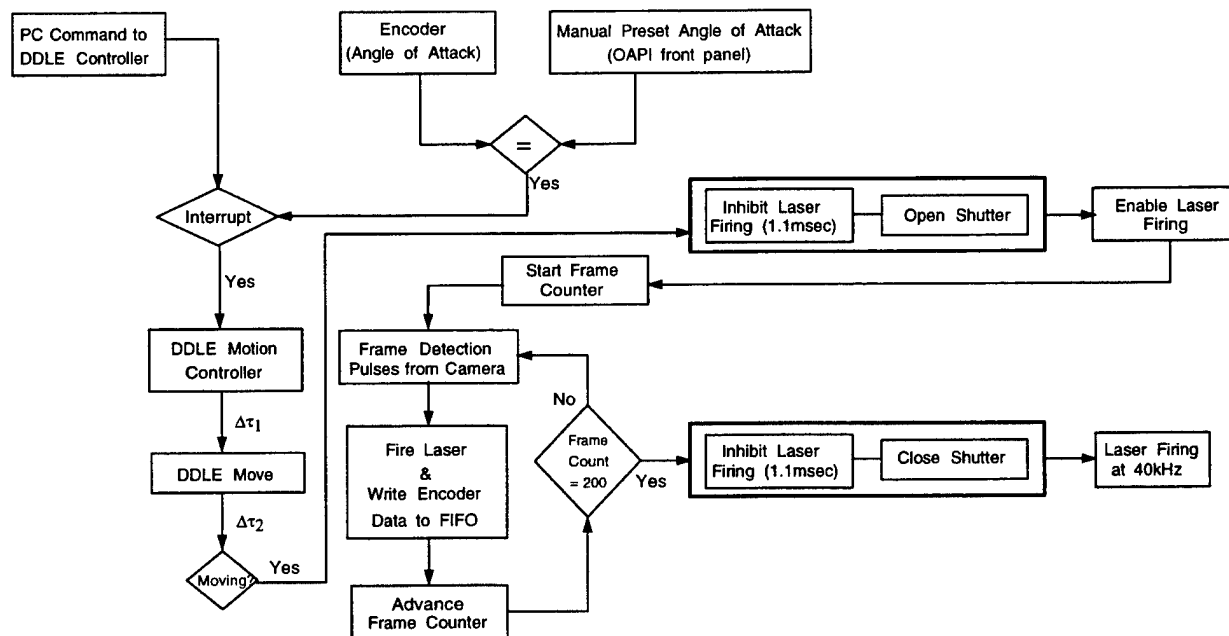 PC Command to
DDLE Controller
Encoder
(Angle of Attack)
Manual Preset Angle of Attack
(OAPI front panel)
=
Yes
Interrupt
Yes
Inhibit Laser
Firing (1.1msec)
Open Shutter
Enable Laser
Firing
Start Frame
Counter
DDLE Motion
Controller
Frame Detection
Pulses from Camera
Δτ1
No
DDLE Move
Fire Laser
&
Write Encoder
Data to FIFO
Frame
Count
= 200
Yes
Inhibit Laser
Firing (1.1msec)
Close Shutter
Laser Firing
at 40kHz
Δτ2
Moving?
Yes
Advance
Frame Counter